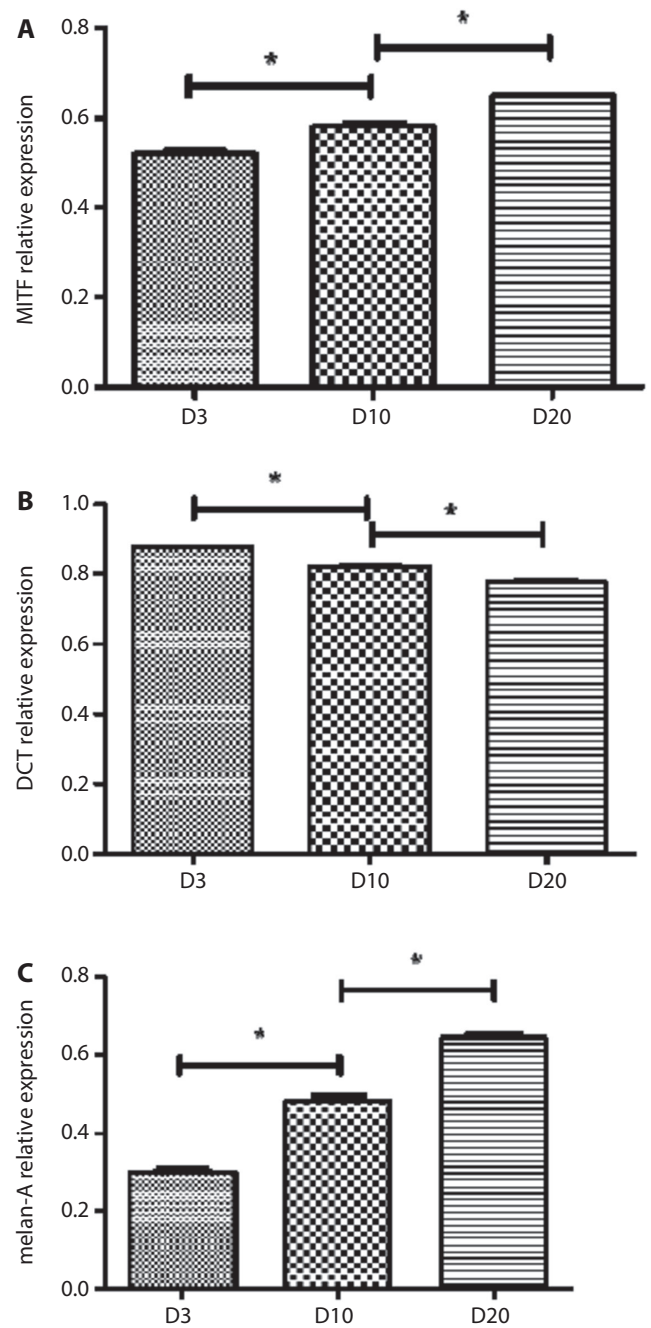 A
MITF relative expression
0.8
0.6
0.4
0.2
0.0
*
*
D3 D10 D20
B
DCT relative expression
1.0
0.8
0.6
0.4
0.2
0.0
*
*
D3 D10 D20
C
melan-A relative expression
0.8
0.6
0.4
0.2
0.0
*
*
D3 D10 D20